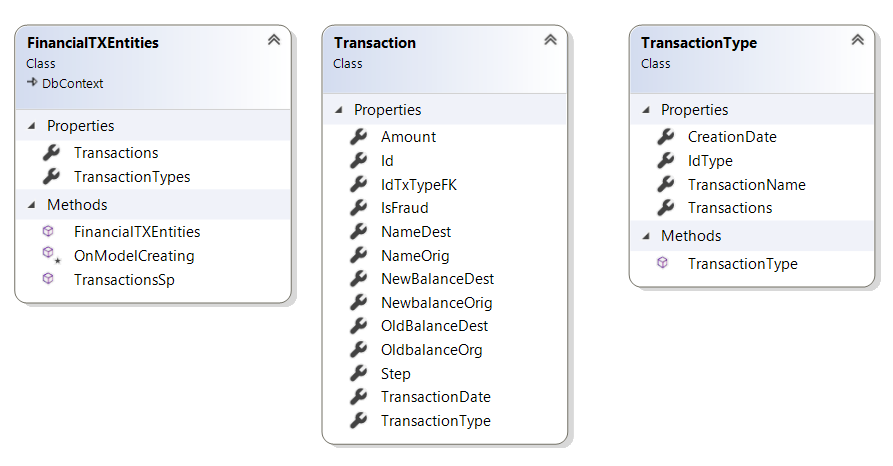 FinancialTXEntities
Class
DbContext
Properties
Transactions
TransactionTypes
Methods
FinancialTXEntities
OnModelCreating
TransactionsSp
Transaction
Class
Properties
Amount
Id
IdTxTypeFK
IsFraud
NameDest
NameOrig
NewBalanceDest
NewbalanceOrig
OldBalanceDest
OldbalanceOrg
Step
TransactionDate
TransactionType
TransactionType
Class
Properties
CreationDate
IdType
TransactionName
Transactions
Methods
TransactionType